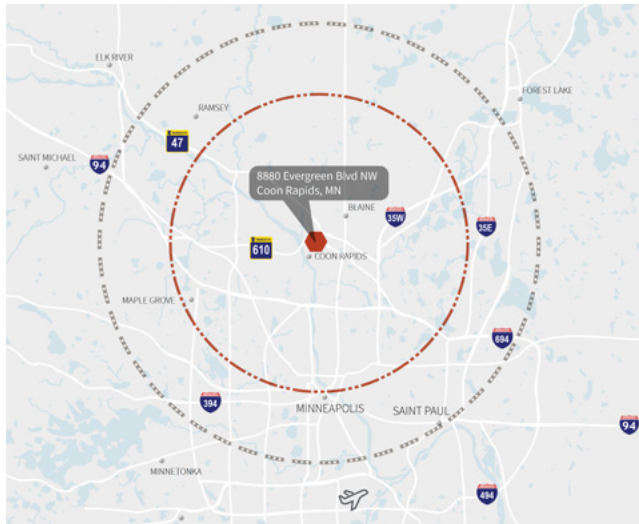 ELK RIVER
FOREST LAKE
RAMSEY
47
SAINT MICHAEL
94
8880 Evergreen Blvd NW
Coon Rapids, MN
BLAINE
35W
35E
610
COON RAPIDS
MAPLE GROVE
694
394
MINNEAPOLIS
SAINT PAUL
94
MINNETONKA
494